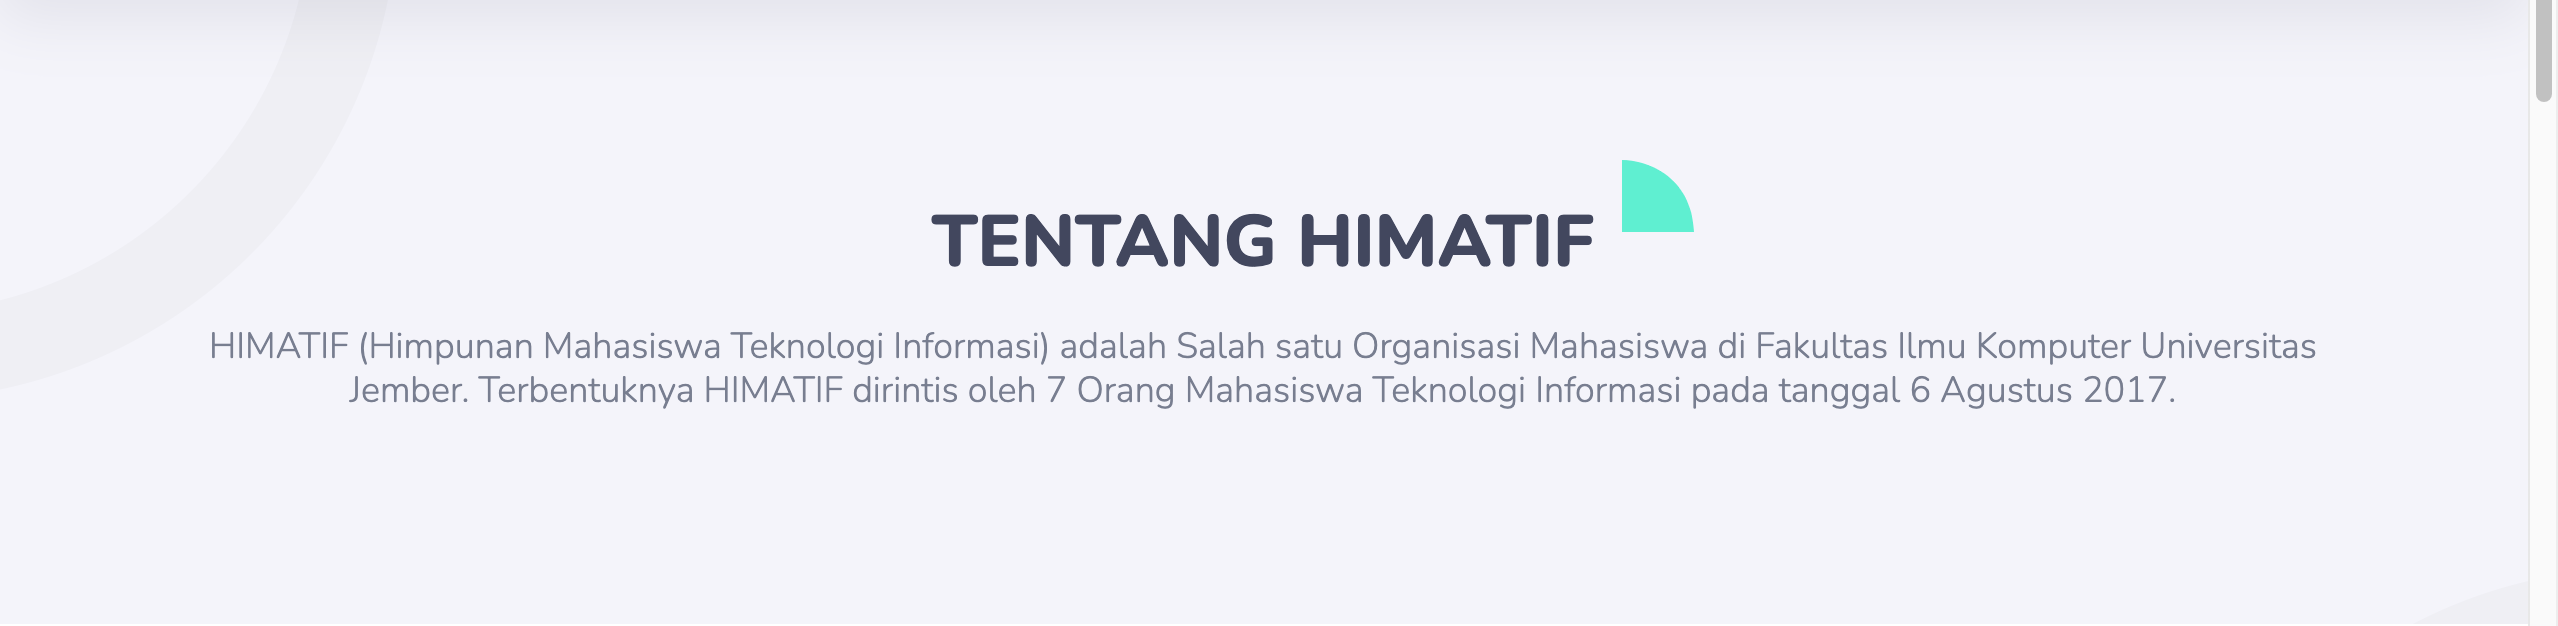 TENTANG HIMATIF
HIMATIF (Himpunan Mahasiswa Teknologi Informasi) adalah Salah satu Organisasi Mahasiswa di Fakultas Ilmu Komputer Universitas
Jember. Terbentuknya HIMATIF dirintis oleh 7 Orang Mahasiswa Teknologi Informasi pada tanggal 6 Agustus 2017.